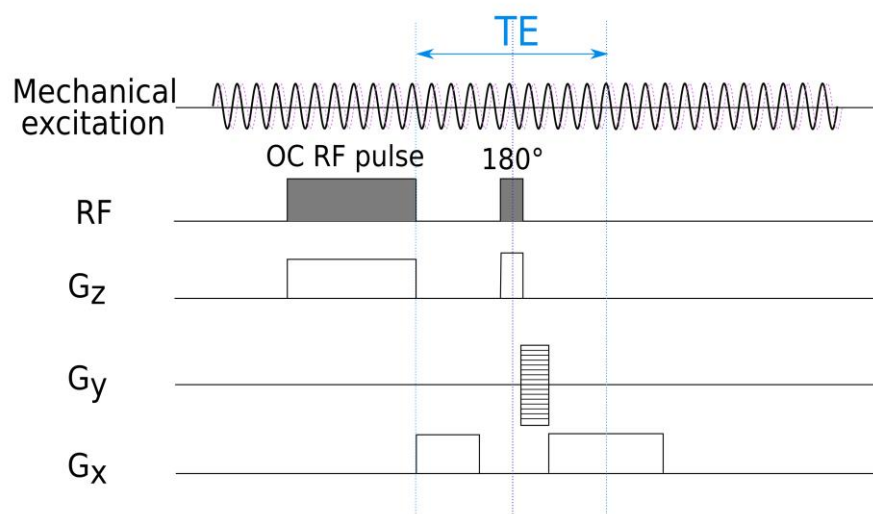 TE
Mechanical
excitation
OC RF pulse
180°
RF
Gz
Gy
Gx